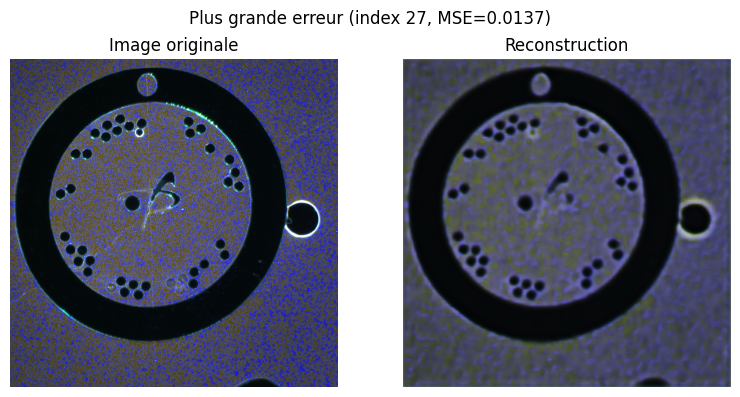 Plus grande erreur (index 27, MSE=0.0137)
Image originale
Reconstruction